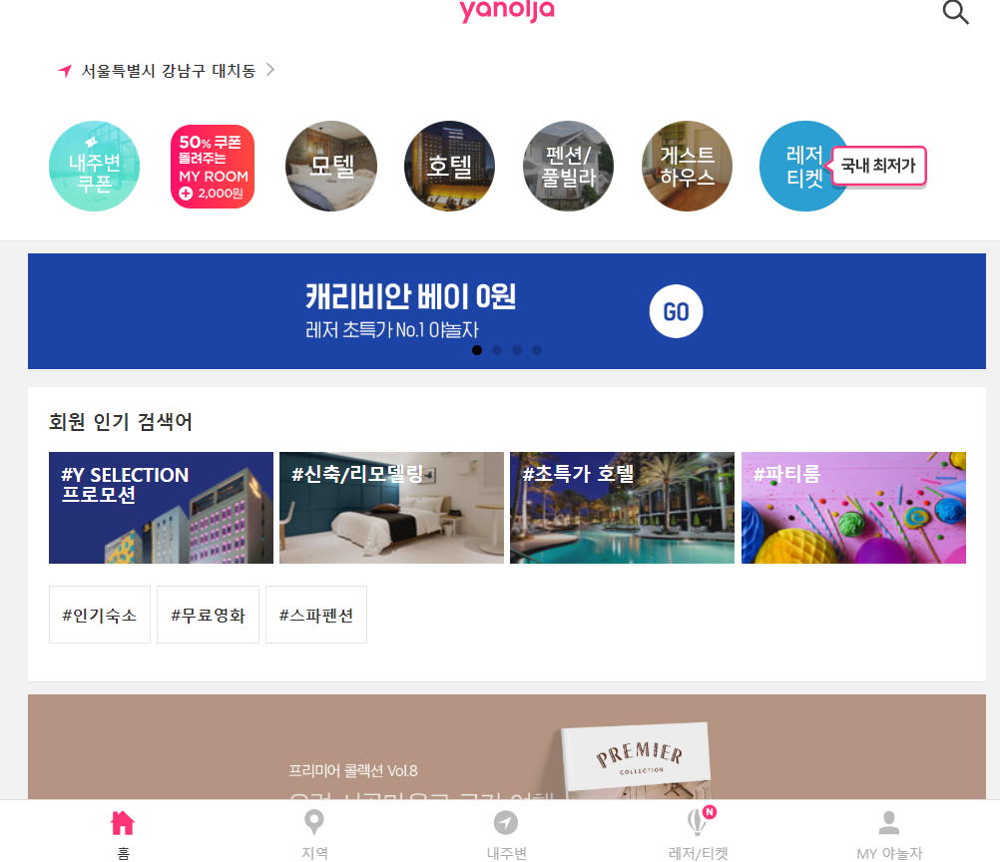 yanolja
서울특별시 강남구 대치동
내주변
쿠폰
50% 쿠폰
돌려주는
MY ROOM
+ 2,000원
모텔
호텔
펜션/
풀빌라
게스트
하우스
레저
티켓
국내 최저가
캐리비안 베이 0원
레저 초특가 No.1 야놀자
GO
회원 인기 검색어
#Y SELECTION
프로모션
#신축/리모델링
#초특가 호텔
#파티룸
#인기숙소
#무료영화
#스파펜션
PREMIER
COLLECTION
프리미어 콜렉션 Vol.8
N
홈
지역
내주변
레저/티켓
MY 야놀자